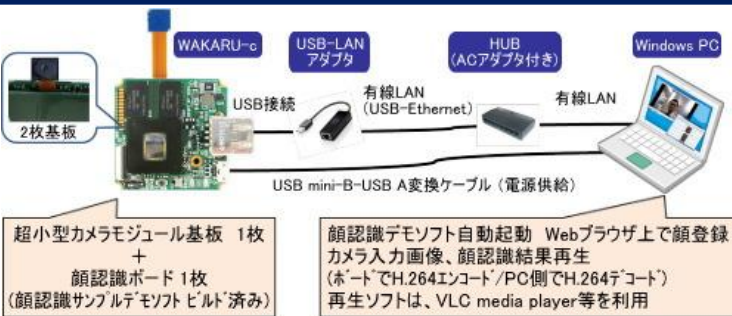 WAKARU-c
USB-LAN
アダプタ
HUB
(ACアダプタ付き)
Windows PC
2枚基板
USB接続
有線LAN
(USB-Ethernet)
有線LAN
USB mini-B-USB A変換ケーブル (電源供給)
超小型カメラモジュール基板 1枚
+
顔認識ボード 1枚
(顔認識サンプルデモソフト ビルド済み)
顔認識デモソフト自動起動 Webブラウザ上で顔登録
カメラ入力画像、顔認識結果再生
(ボードでH.264エンコード/PC側でH.264デコード)
再生ソフトは、VLC media player等を利用